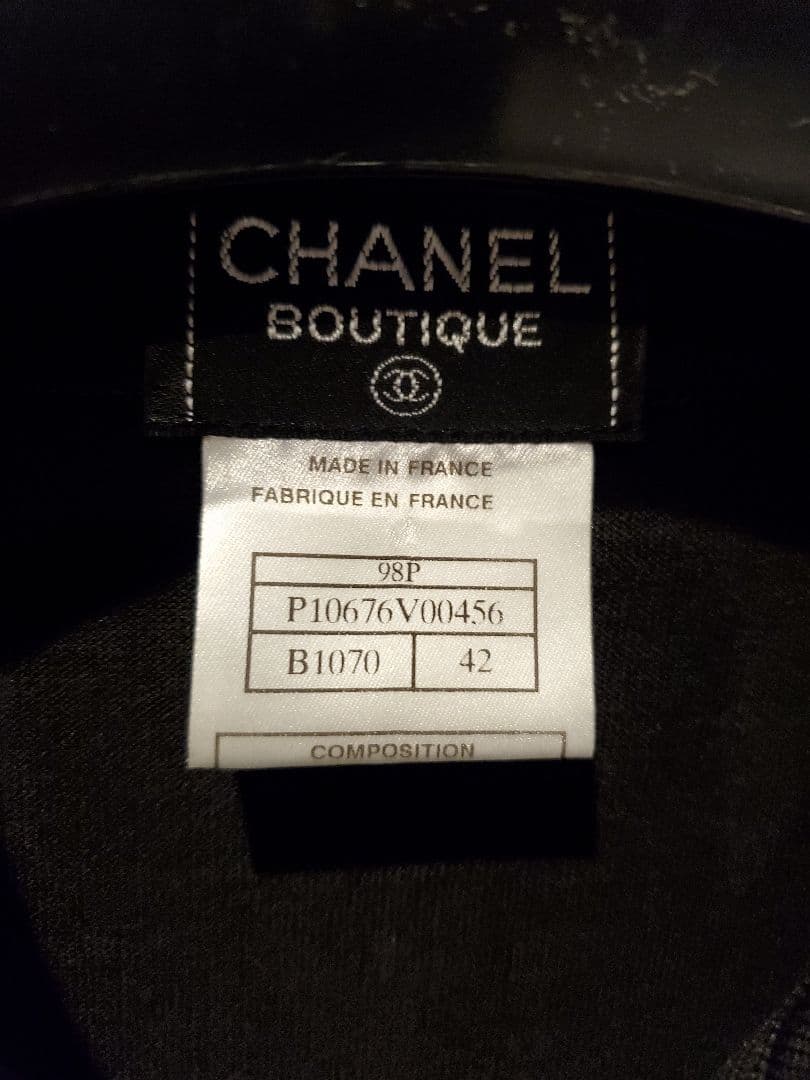 CHANEL
BOUTIQUE
MADE IN FRANCE
FABRIQUE EN FRANCE
98P
P10676V00456
B1070 42
COMPOSITION